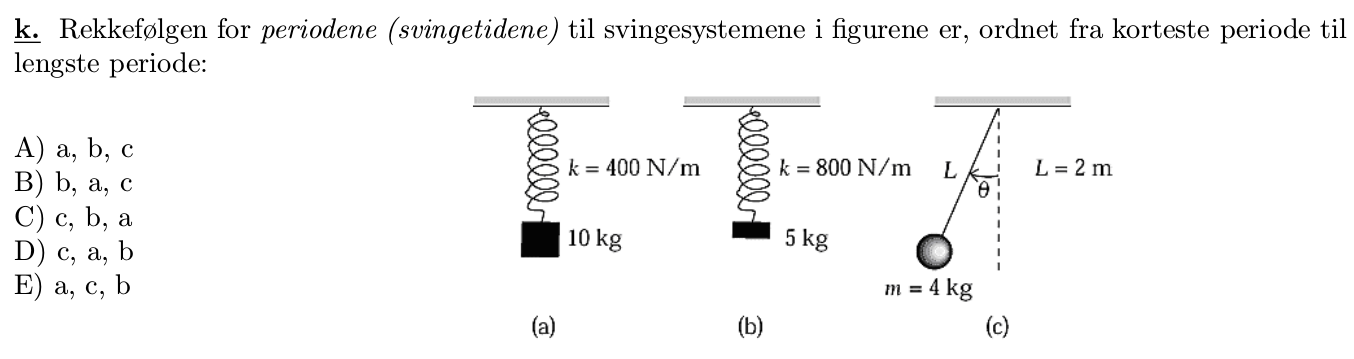 k. Rekkefølgen for periodene (svingetidene) til svingesystemene i figurene er, ordnet fra korteste periode til
lengste periode:
A) a, b, c
B) b, a, c
C) c, b, a
D) c, a, b
E) a, c, b
k = 400 N/m
10 kg
(a)
k = 800 N/m
5 kg
(b)
L
θ
L = 2 m
m = 4 kg
(c)